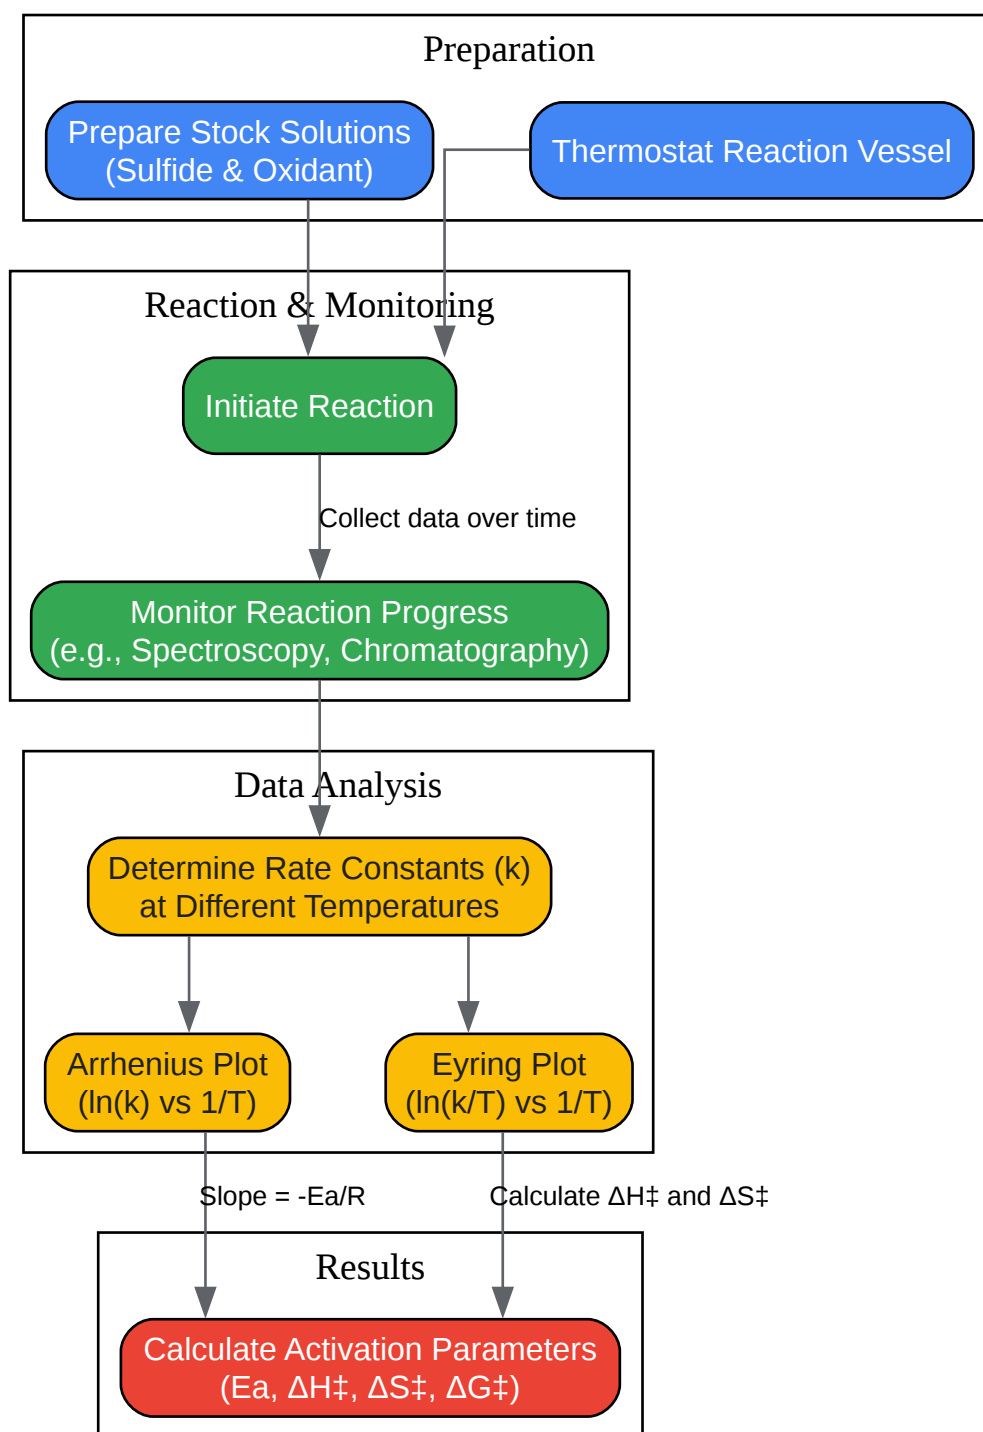 Preparation
Prepare Stock Solutions
(Sulfide & Oxidant)
Thermostat Reaction Vessel
Reaction & Monitoring
Initiate Reaction
Collect data over time
Monitor Reaction Progress
(e.g., Spectroscopy, Chromatography)
Data Analysis
Determine Rate Constants (k)
at Different Temperatures
Arrhenius Plot
(ln(k) vs 1/T)
Eyring Plot
(ln(k/T) vs 1/T)
Slope = -Ea/R
Calculate ΔH‡ and ΔS‡
Results
Calculate Activation Parameters
(Ea, ΔH‡, ΔS‡, ΔG‡)